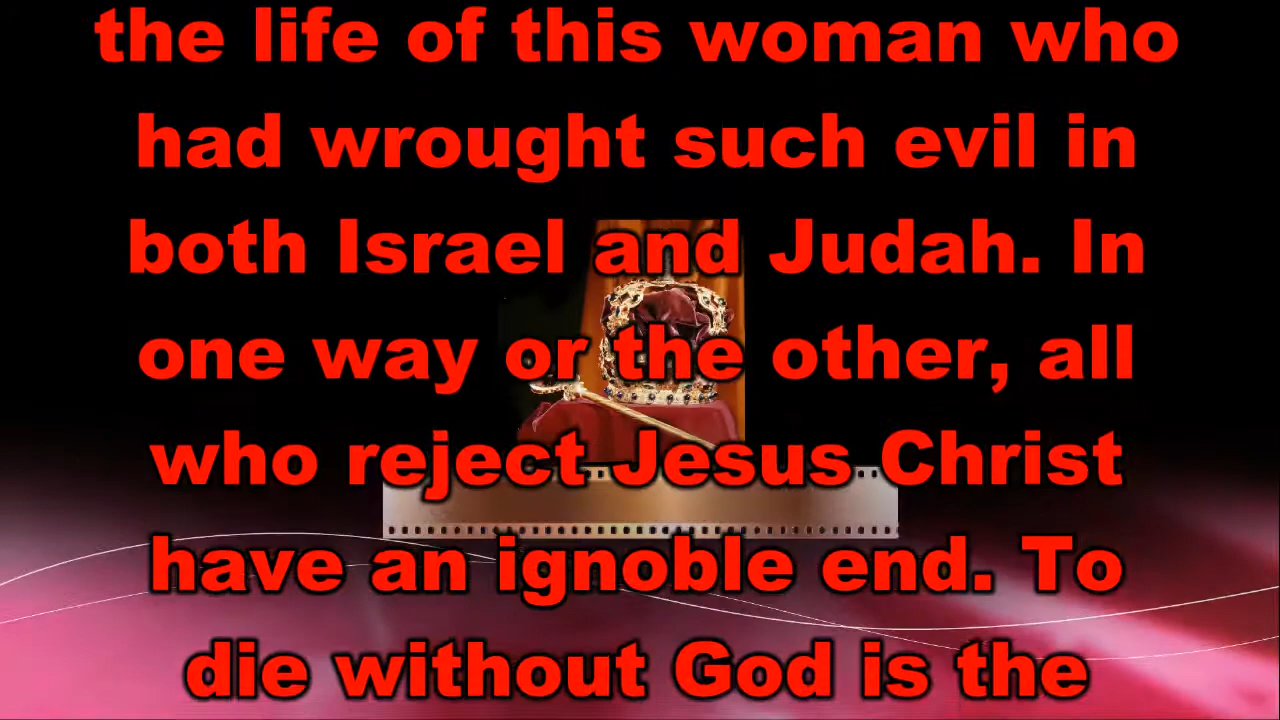 the life of this woman who
had wrought such evil in
both Israel and Judah. In
one way or the other, all
who reject Jesus Christ
have an ignoble end. To
die without God is the